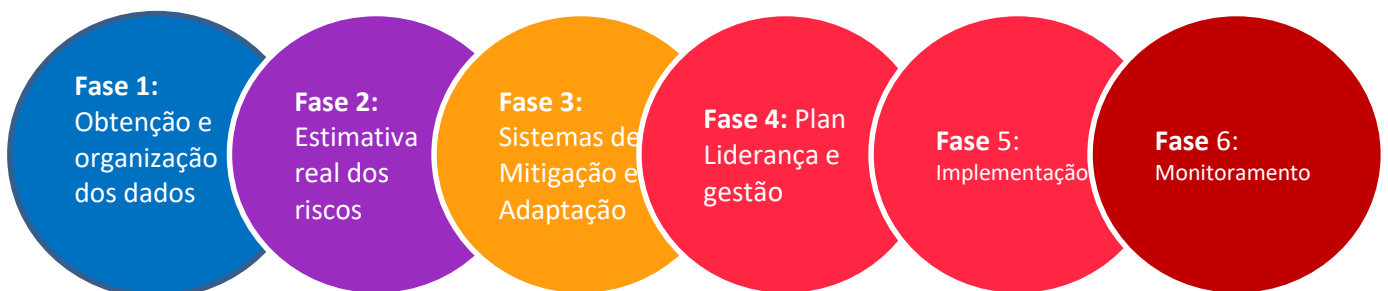 Fase 1:
Obtenção e
organização
dos dados
Fase 2:
Estimativa
real dos
riscos
Fase 3:
Sistemas de
Mitigação e
Adaptação
Fase 4: Plan
Liderança e
gestão
Fase 5:
Implementação
Fase 6:
Monitoramento